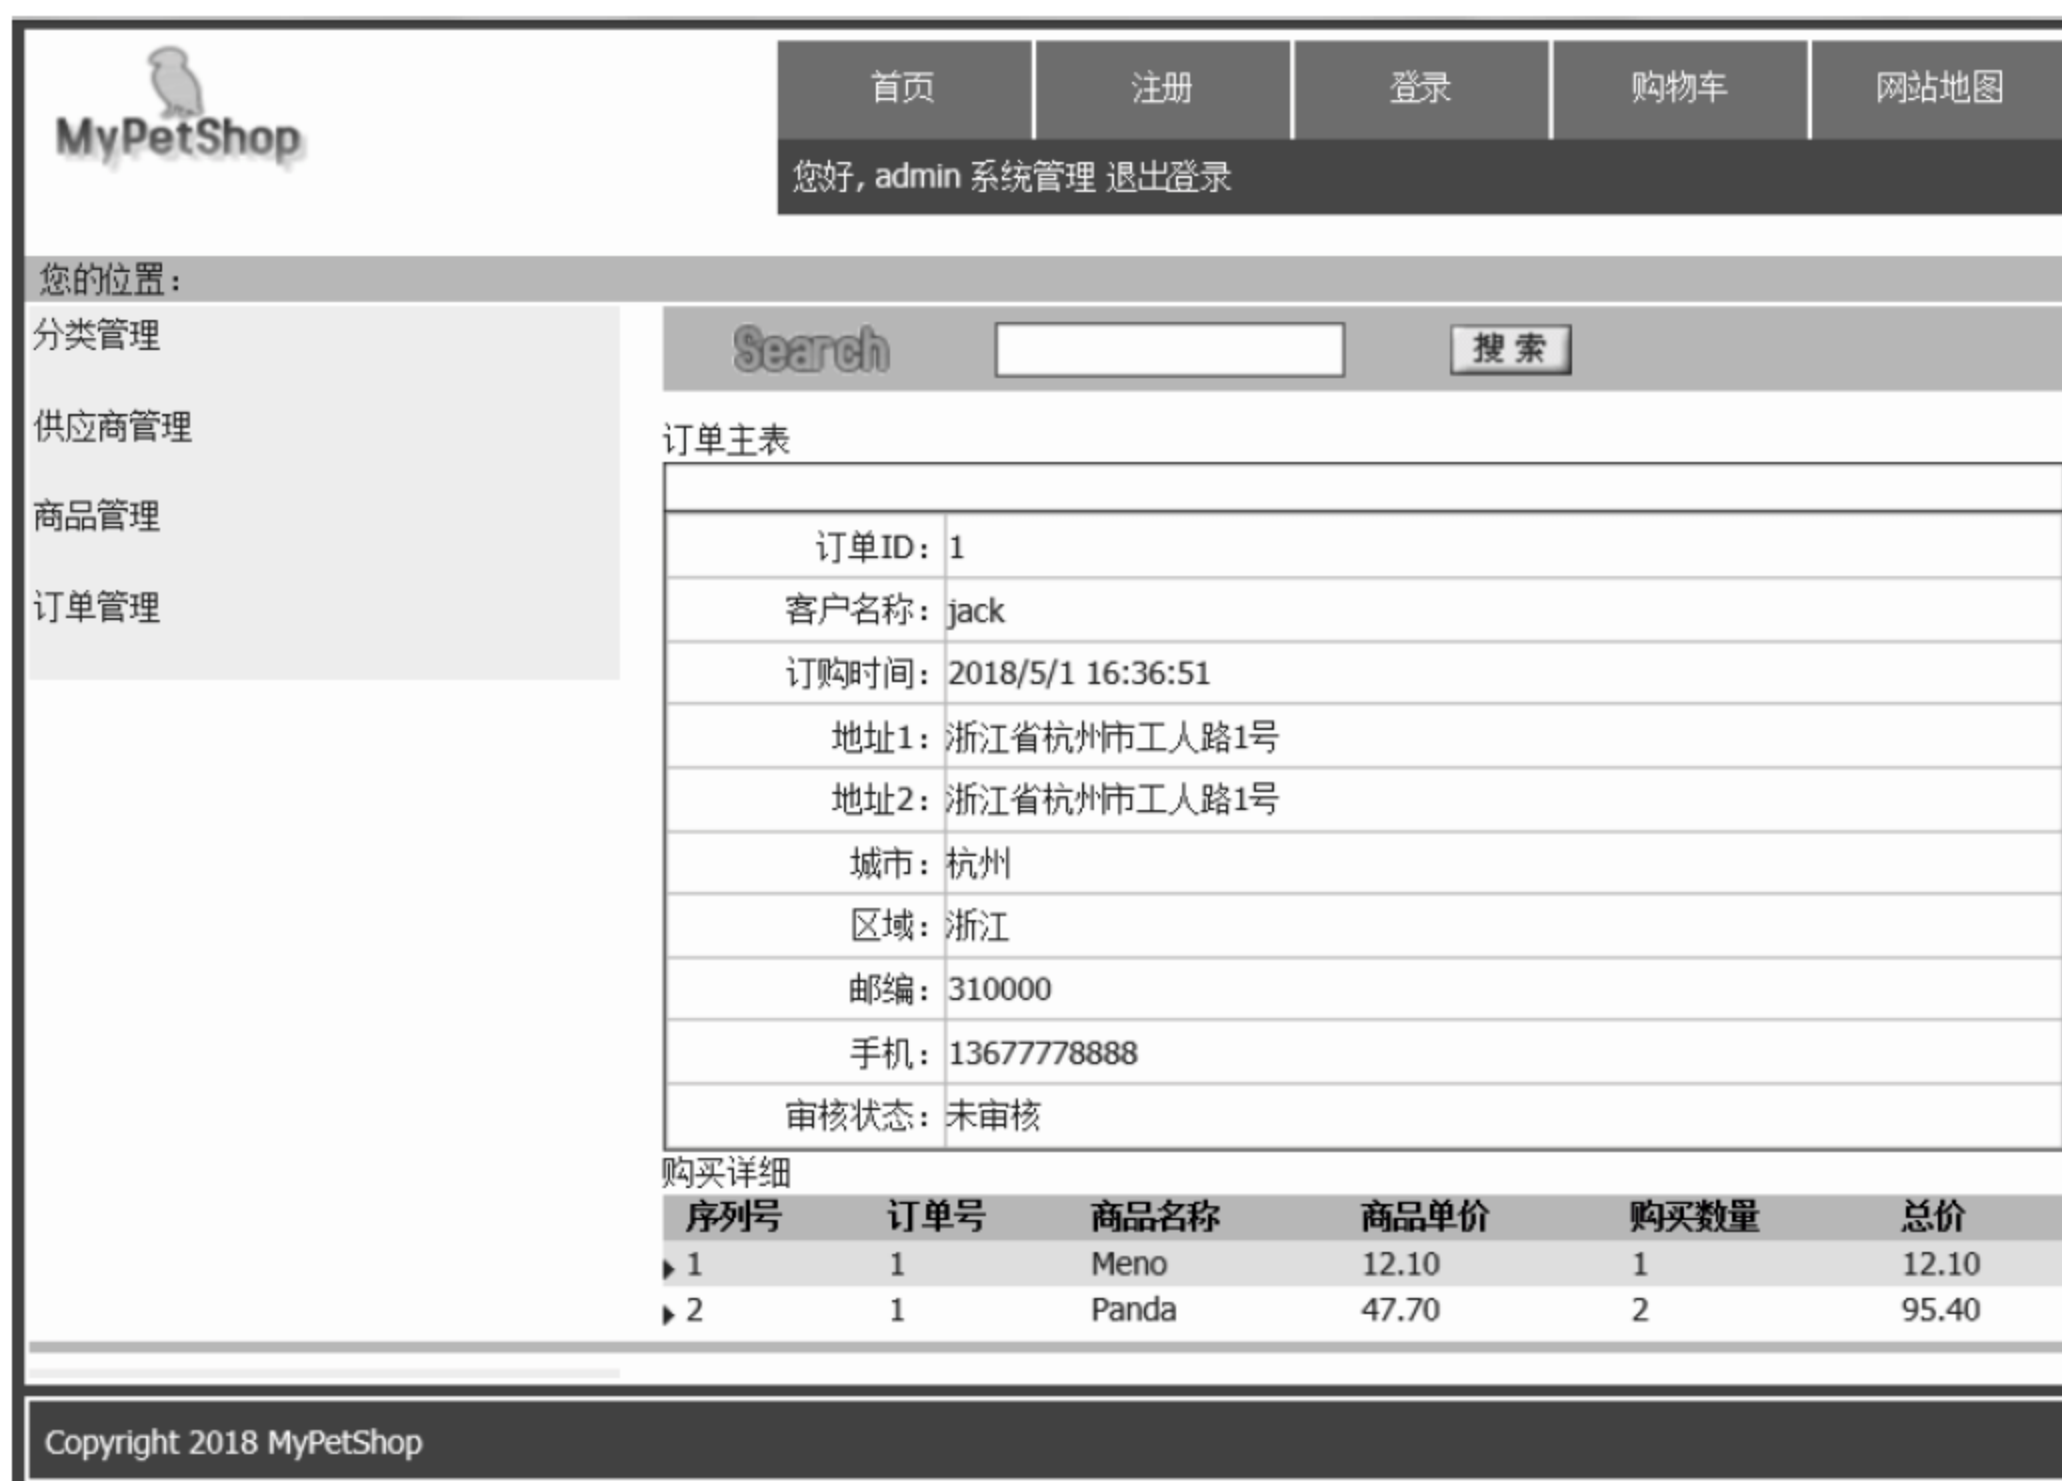 MyPetShop
首页 注册 登录 购物车 网站地图
您好, admin 系统管理 退出登录
您的位置：
分类管理
供应商管理
商品管理
订单管理
Search 搜索
订单主表
订单ID： 1
客户名称： jack
订购时间： 2018/5/1 16:36:51
地址1： 浙江省杭州市工人路1号
地址2： 浙江省杭州市工人路1号
城市： 杭州
区域： 浙江
邮编： 310000
手机： 13677778888
审核状态： 未审核
购买详细
序列号 订单号 商品名称 商品单价 购买数量 总价
1 1 Meno 12.10 1 12.10
2 1 Panda 47.70 2 95.40
Copyright 2018 MyPetShop